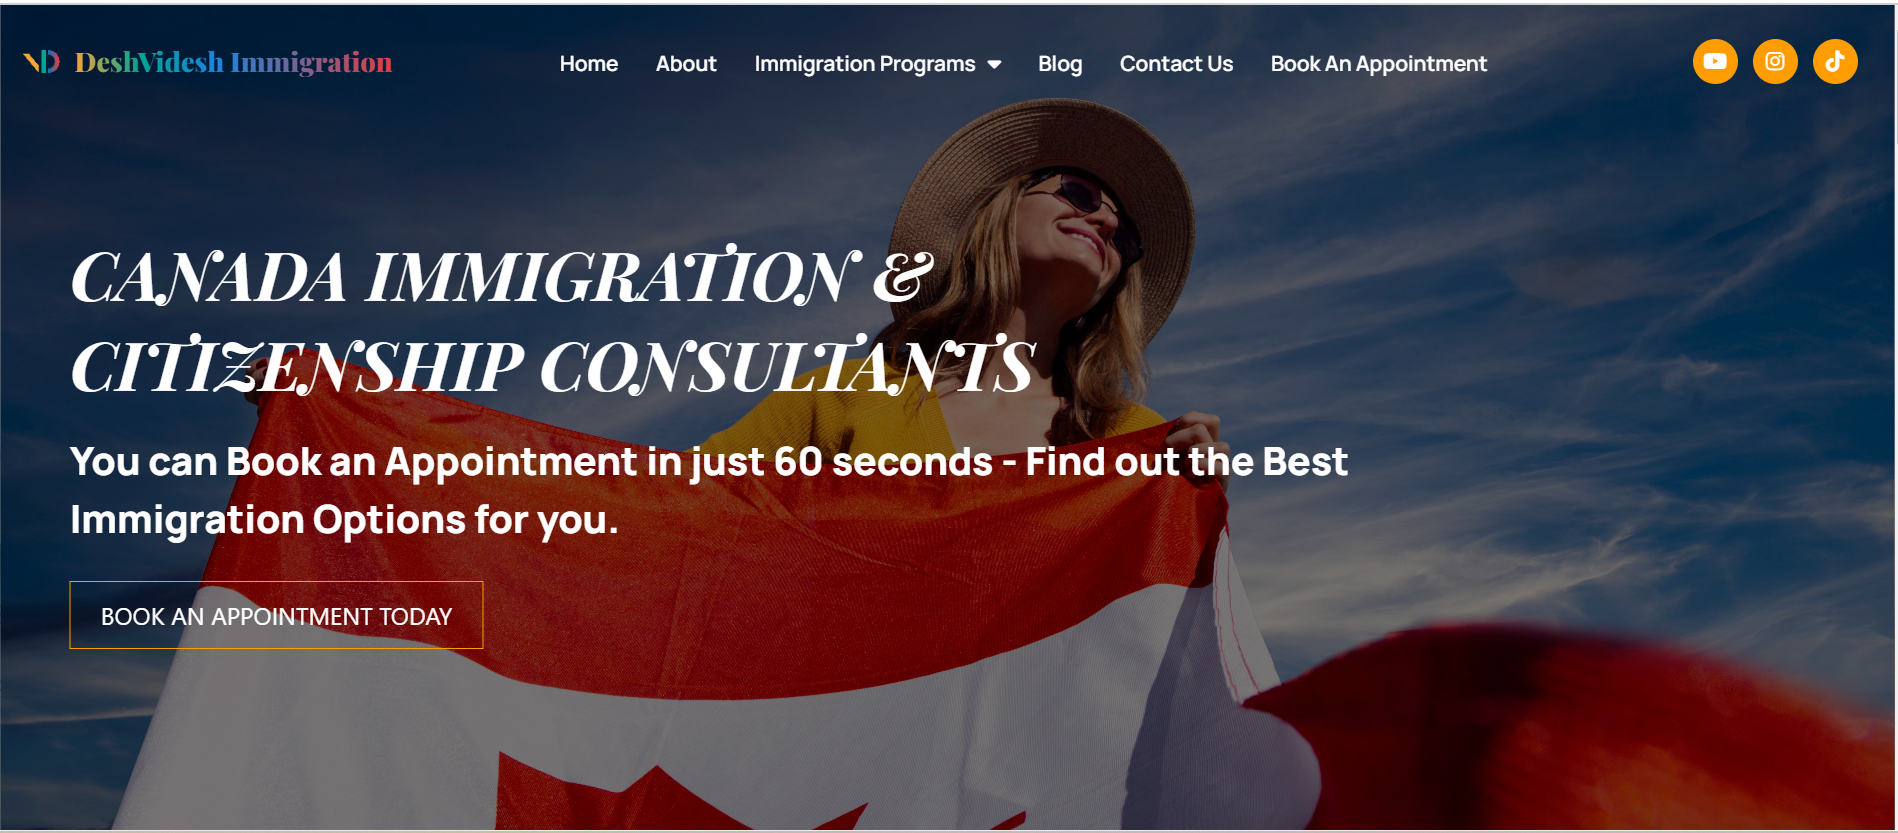 DeshVidesh Immigration
Home About Immigration Programs Blog Contact Us Book An Appointment
CANADA IMMIGRATION &
CITIZENSHIP CONSULTANTS
You can Book an Appointment in just 60 seconds - Find out the Best
Immigration Options for you.
BOOK AN APPOINTMENT TODAY